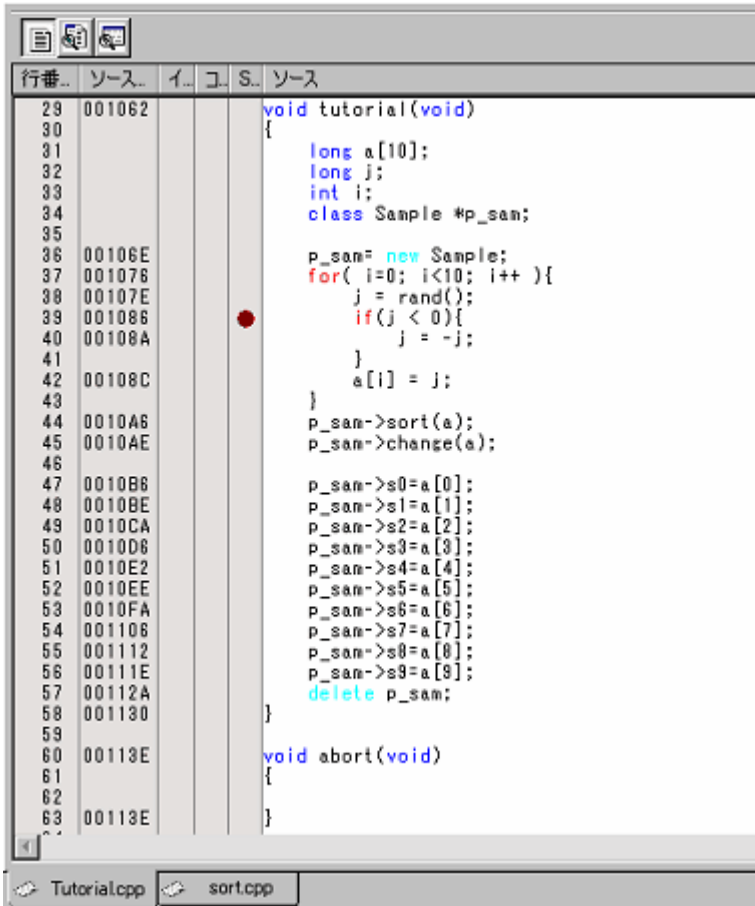 行番.. ソース.. イ.. コ.. S.. ソース
29 001062 void tutorial(void)
30 {
31 long a[10];
32 long j;
33 int i;
34 class Sample *p_sam;
35
36 00106E p_sam= new Sample;
37 001076 for( i=0; i<10; i++ ){
38 00107E j = rand();
39 001086 if(j < 0){
40 00108A j = -j;
41 }
42 00108C a[i] = j;
43 }
44 0010A6 p_sam->sort(a);
45 0010AE p_sam->change(a);
46
47 0010B6 p_sam->s0=a[0];
48 0010BE p_sam->s1=a[1];
49 0010CA p_sam->s2=a[2];
50 0010D6 p_sam->s3=a[3];
51 0010E2 p_sam->s4=a[4];
52 0010EE p_sam->s5=a[5];
53 0010FA p_sam->s6=a[6];
54 001106 p_sam->s7=a[7];
55 001112 p_sam->s8=a[8];
56 00111E p_sam->s9=a[9];
57 00112A delete p_sam;
58 001130 }
59
60 00113E void abort(void)
61 {
62
63 00113E }
Tutorial.cpp sort.cpp